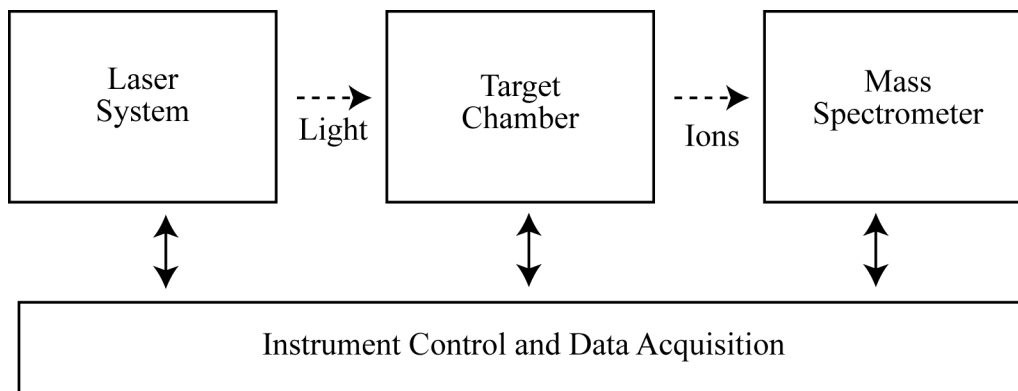 Laser
System
Light
Target
Chamber
Ions
Mass
Spectrometer
Instrument Control and Data Acquisition